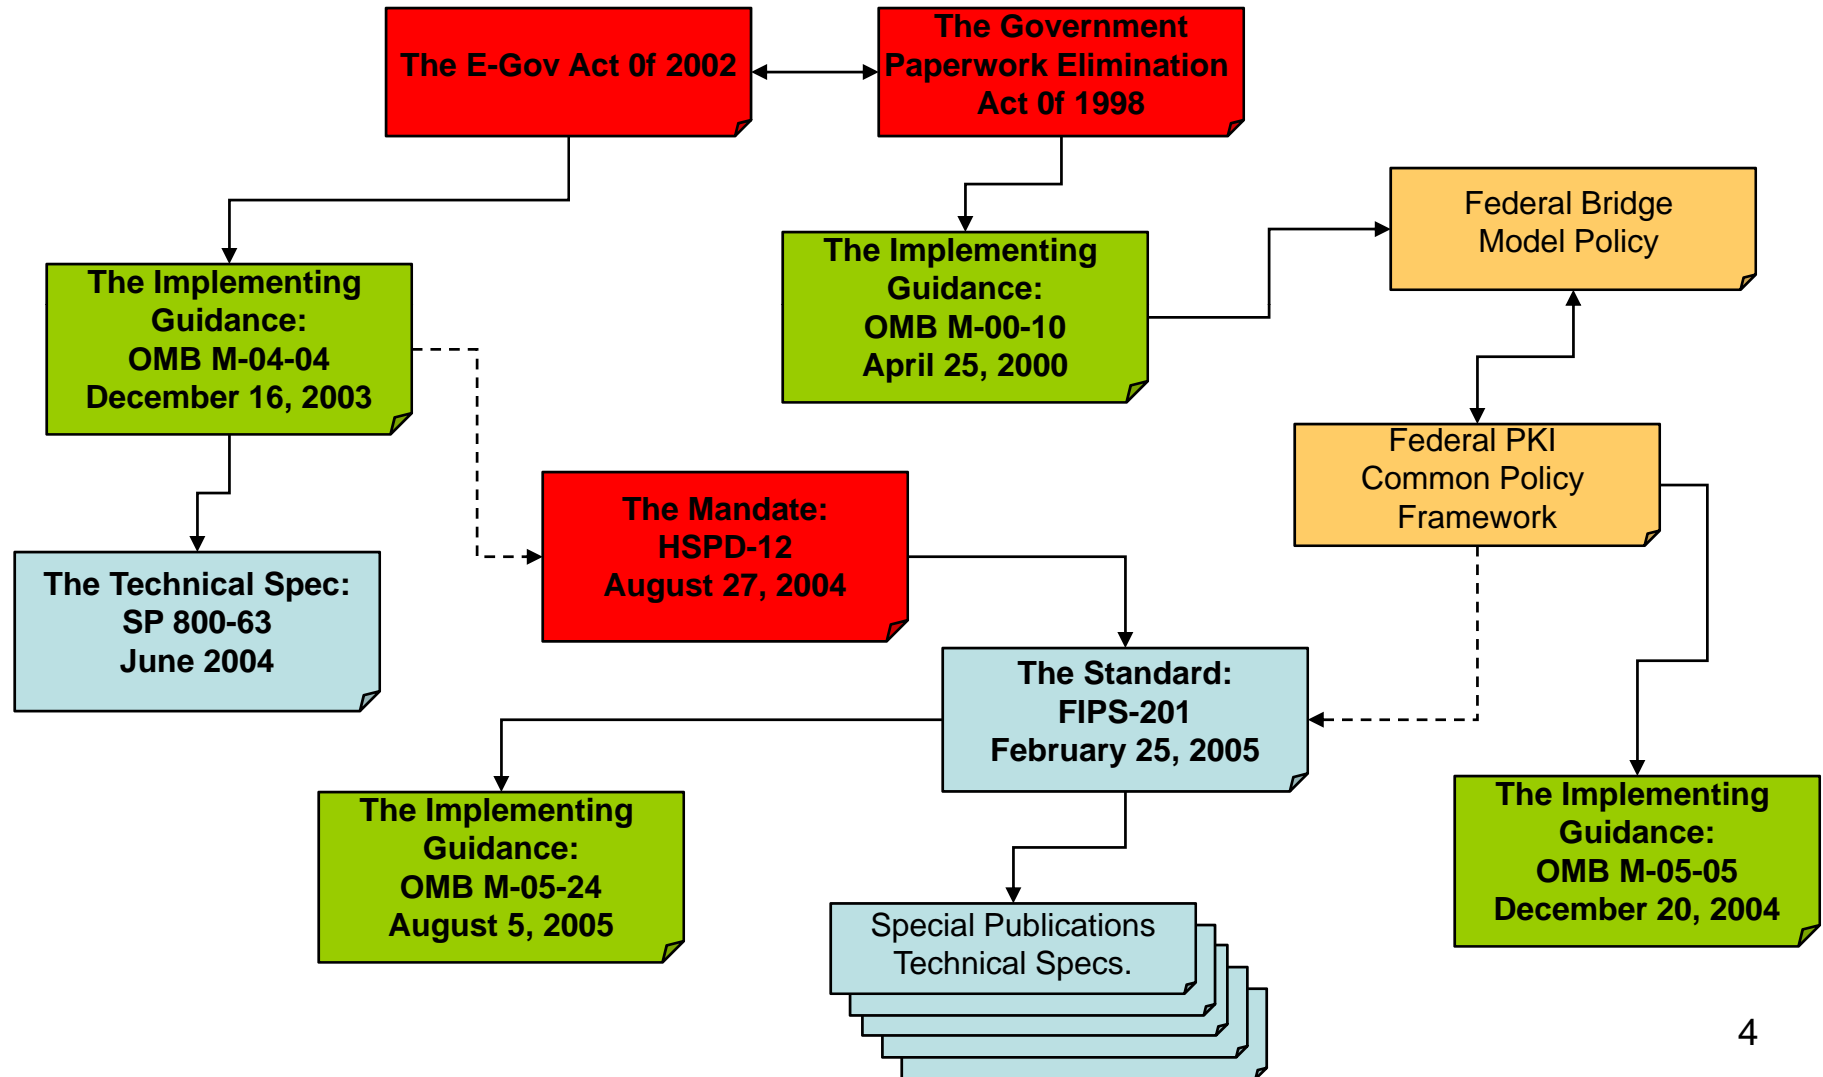 The E-Gov Act 0f 2002
The Government
Paperwork Elimination
Act 0f 1998
Federal Bridge
Model Policy
The Implementing
Guidance:
OMB M-04-04
December 16, 2003
The Implementing
Guidance:
OMB M-00-10
April 25, 2000
Federal PKI
Common Policy
Framework
The Mandate:
HSPD-12
August 27, 2004
The Technical Spec:
SP 800-63
June 2004
The Standard:
FIPS-201
February 25, 2005
The Implementing
Guidance:
OMB M-05-24
August 5, 2005
The Implementing
Guidance:
OMB M-05-05
December 20, 2004
Special Publications
Technical Specs.
4